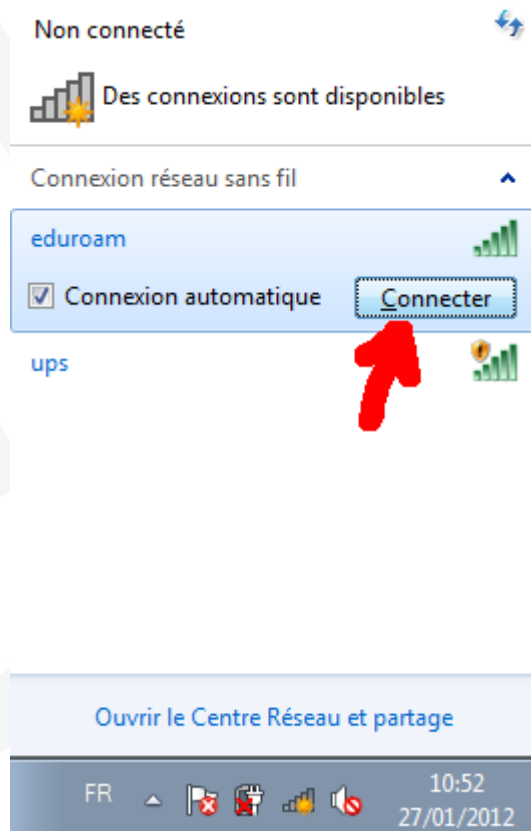 Non connecté
Des connexions sont disponibles
Connexion réseau sans fil
eduroam
Connexion automatique
Connecter
ups
Ouvrir le Centre Réseau et partage
FR
10:52
27/01/2012